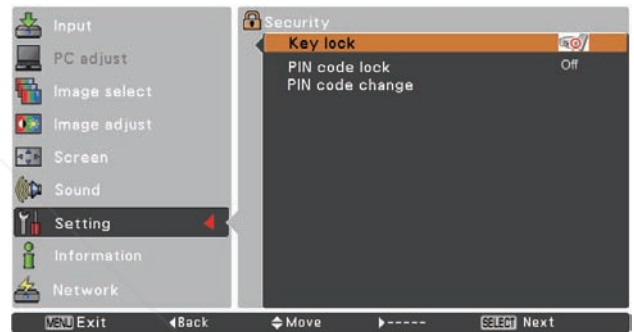 Input
PC adjust
Image select
Image adjust
Screen
Sound
Setting
Information
Network
Security
Key lock
PIN code lock Off
PIN code change
MENU Exit ◀Back Move ▶----- SELECT Next